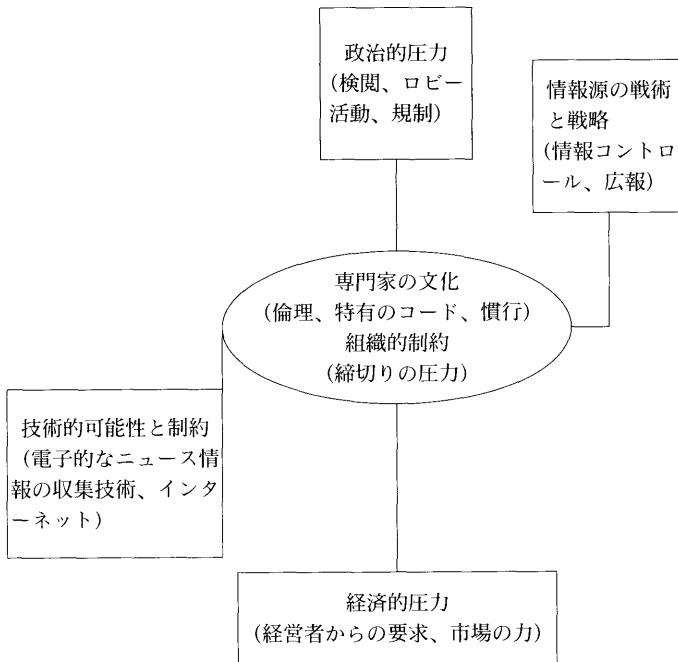 政治的圧力
(検閲、ロビー
活動、規制)
情報源の戦術
と戦略
(情報コントロ
ール、広報)
専門家の文化
(倫理、特有のコード、慣行)
組織的制約
(締切りの圧力)
技術的可能性と制約
(電子的なニュース情
報の収集技術、インタ
ーネット)
経済的圧力
(経営者からの要求、市場の力)